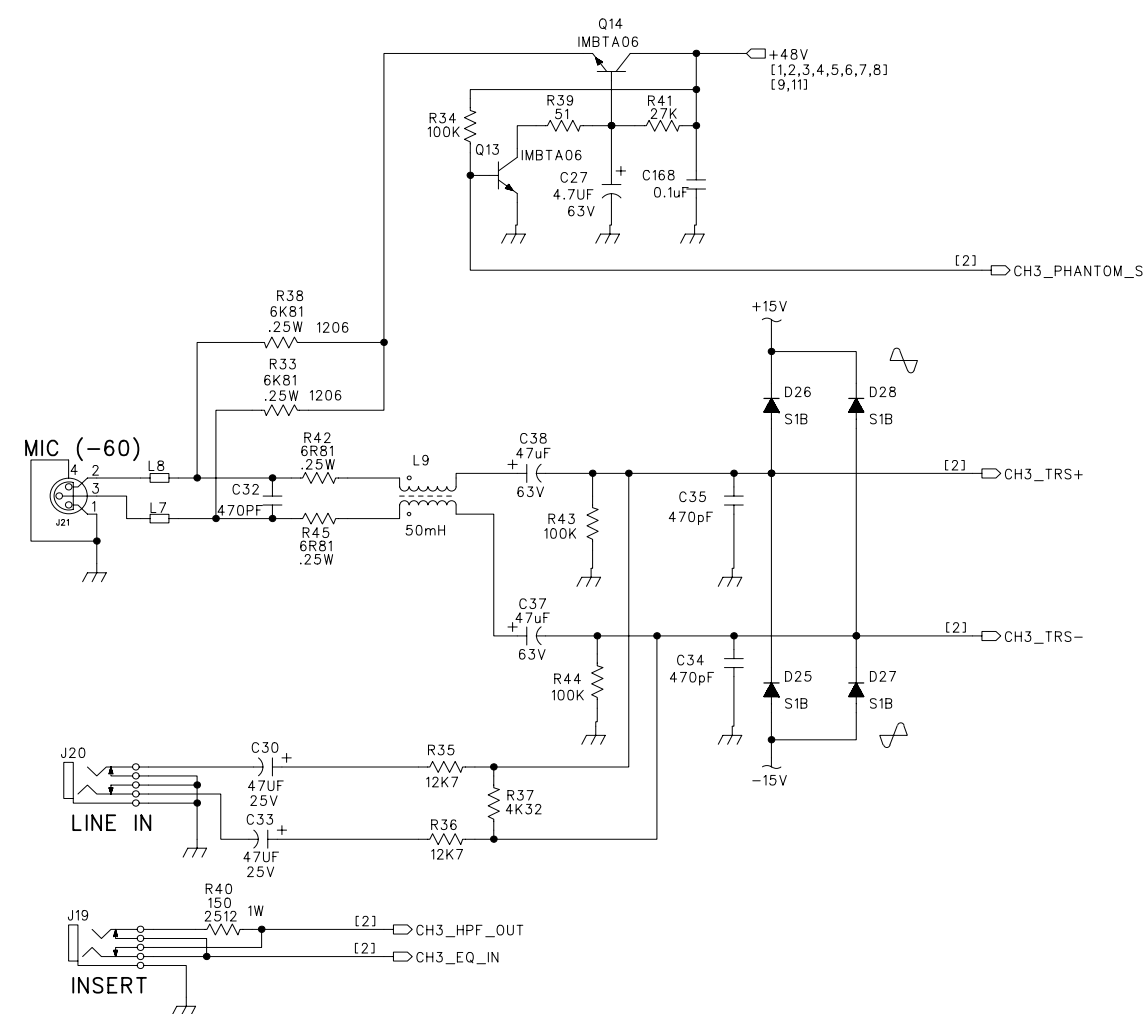 Q14
IMBTA06
+48V
[1,2,3,4,5,6,7,8]
[9,11]
R39
51
R41
27K
R34
100K
Q13
IMBTA06
C27
+
4.7UF
63V
C168
0.1uF
[2]
CH3_PHANTOM_S
R38
6K81
.25W 1206
R33
6K81
.25W 1206
+15V
D26
S1B
D28
S1B
MIC (-60)
4
2
3
1
J21
L8
L7
C32
470PF
R42
6R81
.25W
R45
6R81
.25W
L9
50mH
C38
47uF
+
63V
R43
100K
C35
470pF
[2]
CH3_TRS+
C37
47uF
+
63V
R44
100K
C34
470pF
[2]
CH3_TRS-
D25
S1B
D27
S1B
-15V
J20
LINE IN
C30
+
47UF
25V
C33
+
47UF
25V
R35
12K7
R37
4K32
R36
12K7
J19
INSERT
R40
150
2512
1W
[2]
CH3_HPF_OUT
[2]
CH3_EQ_IN